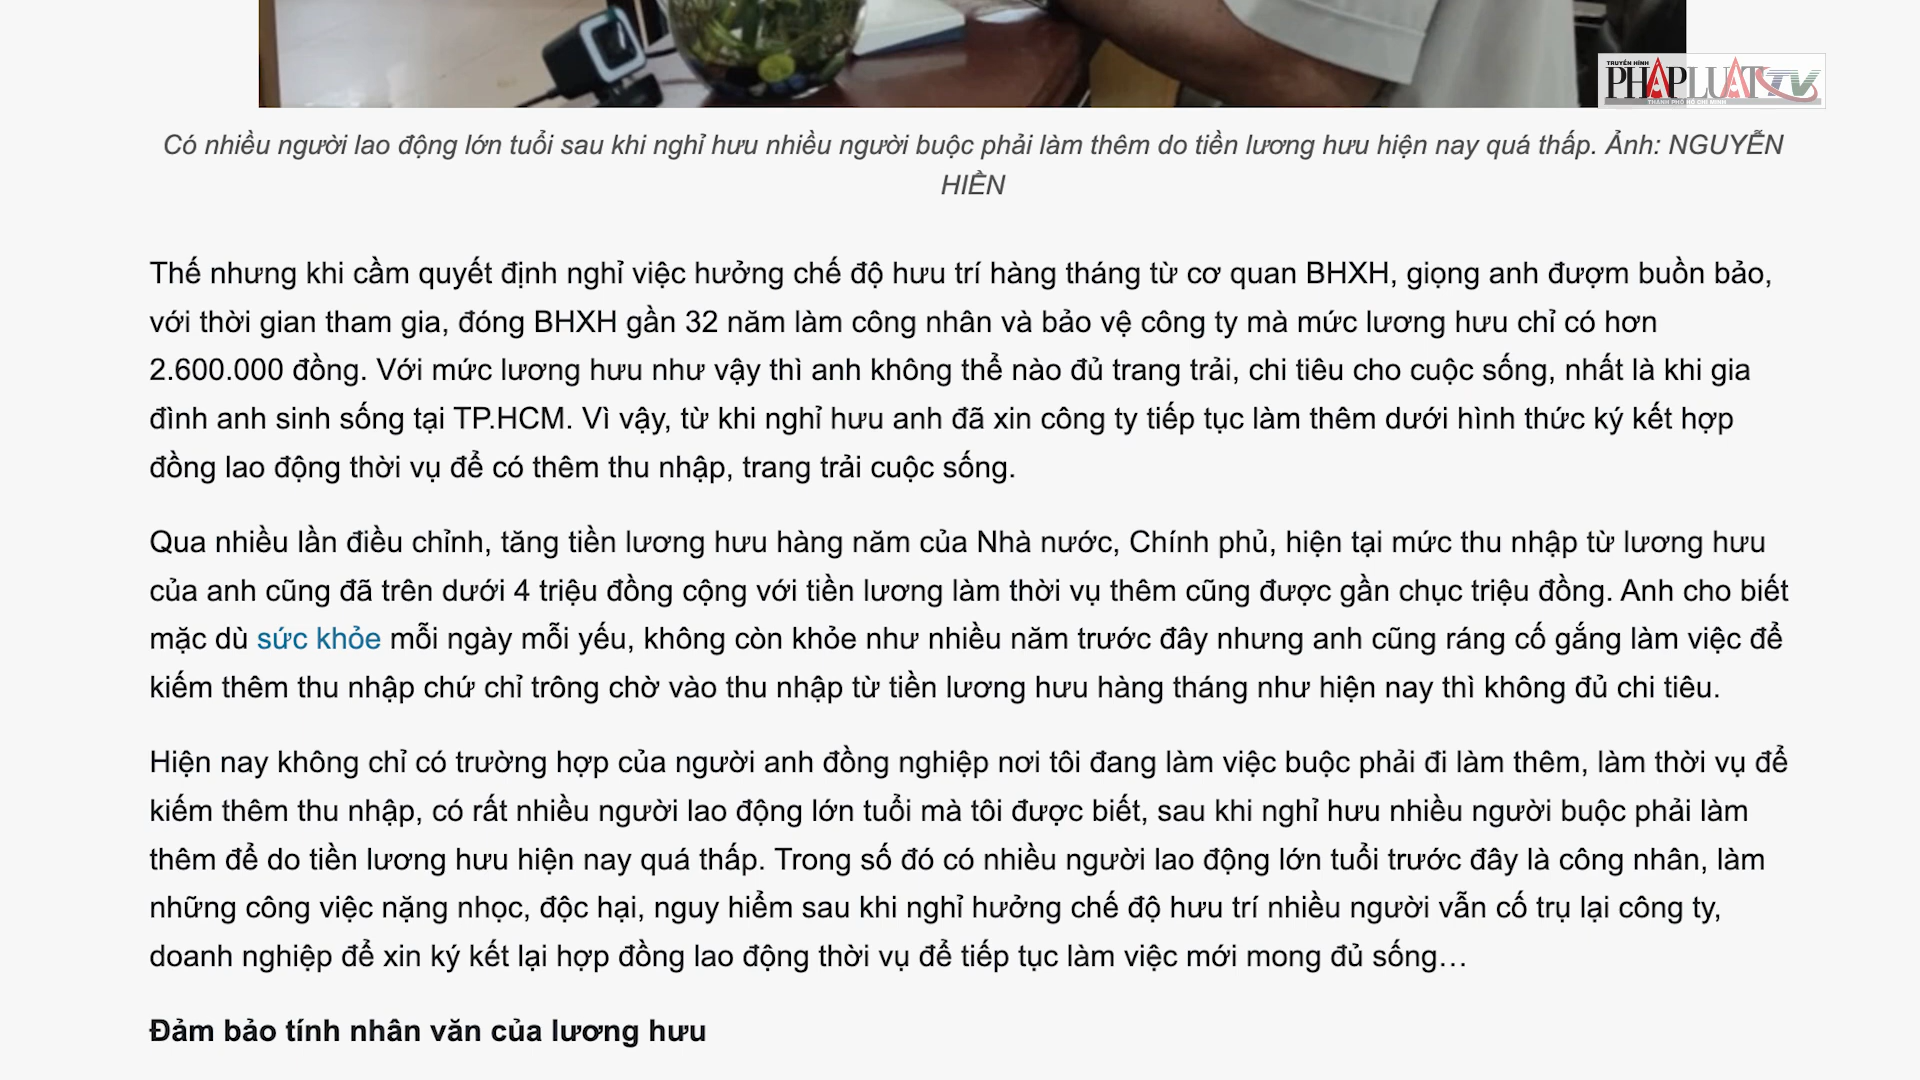 TRUYỀN HÌNH
PHÁP LUẬT TV
THÀNH PHỐ HỒ CHÍ MINH
Có nhiều người lao động lớn tuổi sau khi nghỉ hưu nhiều người buộc phải làm thêm do tiền lương hưu hiện nay quá thấp. Ảnh: NGUYỄN
HIỀN
Thế nhưng khi cầm quyết định nghỉ việc hưởng chế độ hưu trí hàng tháng từ cơ quan BHXH, giọng anh đượm buồn bảo,
với thời gian tham gia, đóng BHXH gần 32 năm làm công nhân và bảo vệ công ty mà mức lương hưu chỉ có hơn
2.600.000 đồng. Với mức lương hưu như vậy thì anh không thể nào đủ trang trải, chi tiêu cho cuộc sống, nhất là khi gia
đình anh sinh sống tại TP.HCM. Vì vậy, từ khi nghỉ hưu anh đã xin công ty tiếp tục làm thêm dưới hình thức ký kết hợp
đồng lao động thời vụ để có thêm thu nhập, trang trải cuộc sống.
Qua nhiều lần điều chỉnh, tăng tiền lương hưu hàng năm của Nhà nước, Chính phủ, hiện tại mức thu nhập từ lương hưu
của anh cũng đã trên dưới 4 triệu đồng cộng với tiền lương làm thời vụ thêm cũng được gần chục triệu đồng. Anh cho biết
mặc dù sức khỏe mỗi ngày mỗi yếu, không còn khỏe như nhiều năm trước đây nhưng anh cũng ráng cố gắng làm việc để
kiếm thêm thu nhập chứ chỉ trông chờ vào thu nhập từ tiền lương hưu hàng tháng như hiện nay thì không đủ chi tiêu.
Hiện nay không chỉ có trường hợp của người anh đồng nghiệp nơi tôi đang làm việc buộc phải đi làm thêm, làm thời vụ để
kiếm thêm thu nhập, có rất nhiều người lao động lớn tuổi mà tôi được biết, sau khi nghỉ hưu nhiều người buộc phải làm
thêm để do tiền lương hưu hiện nay quá thấp. Trong số đó có nhiều người lao động lớn tuổi trước đây là công nhân, làm
những công việc nặng nhọc, độc hại, nguy hiểm sau khi nghỉ hưởng chế độ hưu trí nhiều người vẫn cố trụ lại công ty,
doanh nghiệp để xin ký kết lại hợp đồng lao động thời vụ để tiếp tục làm việc mới mong đủ sống…
Đảm bảo tính nhân văn của lương hưu